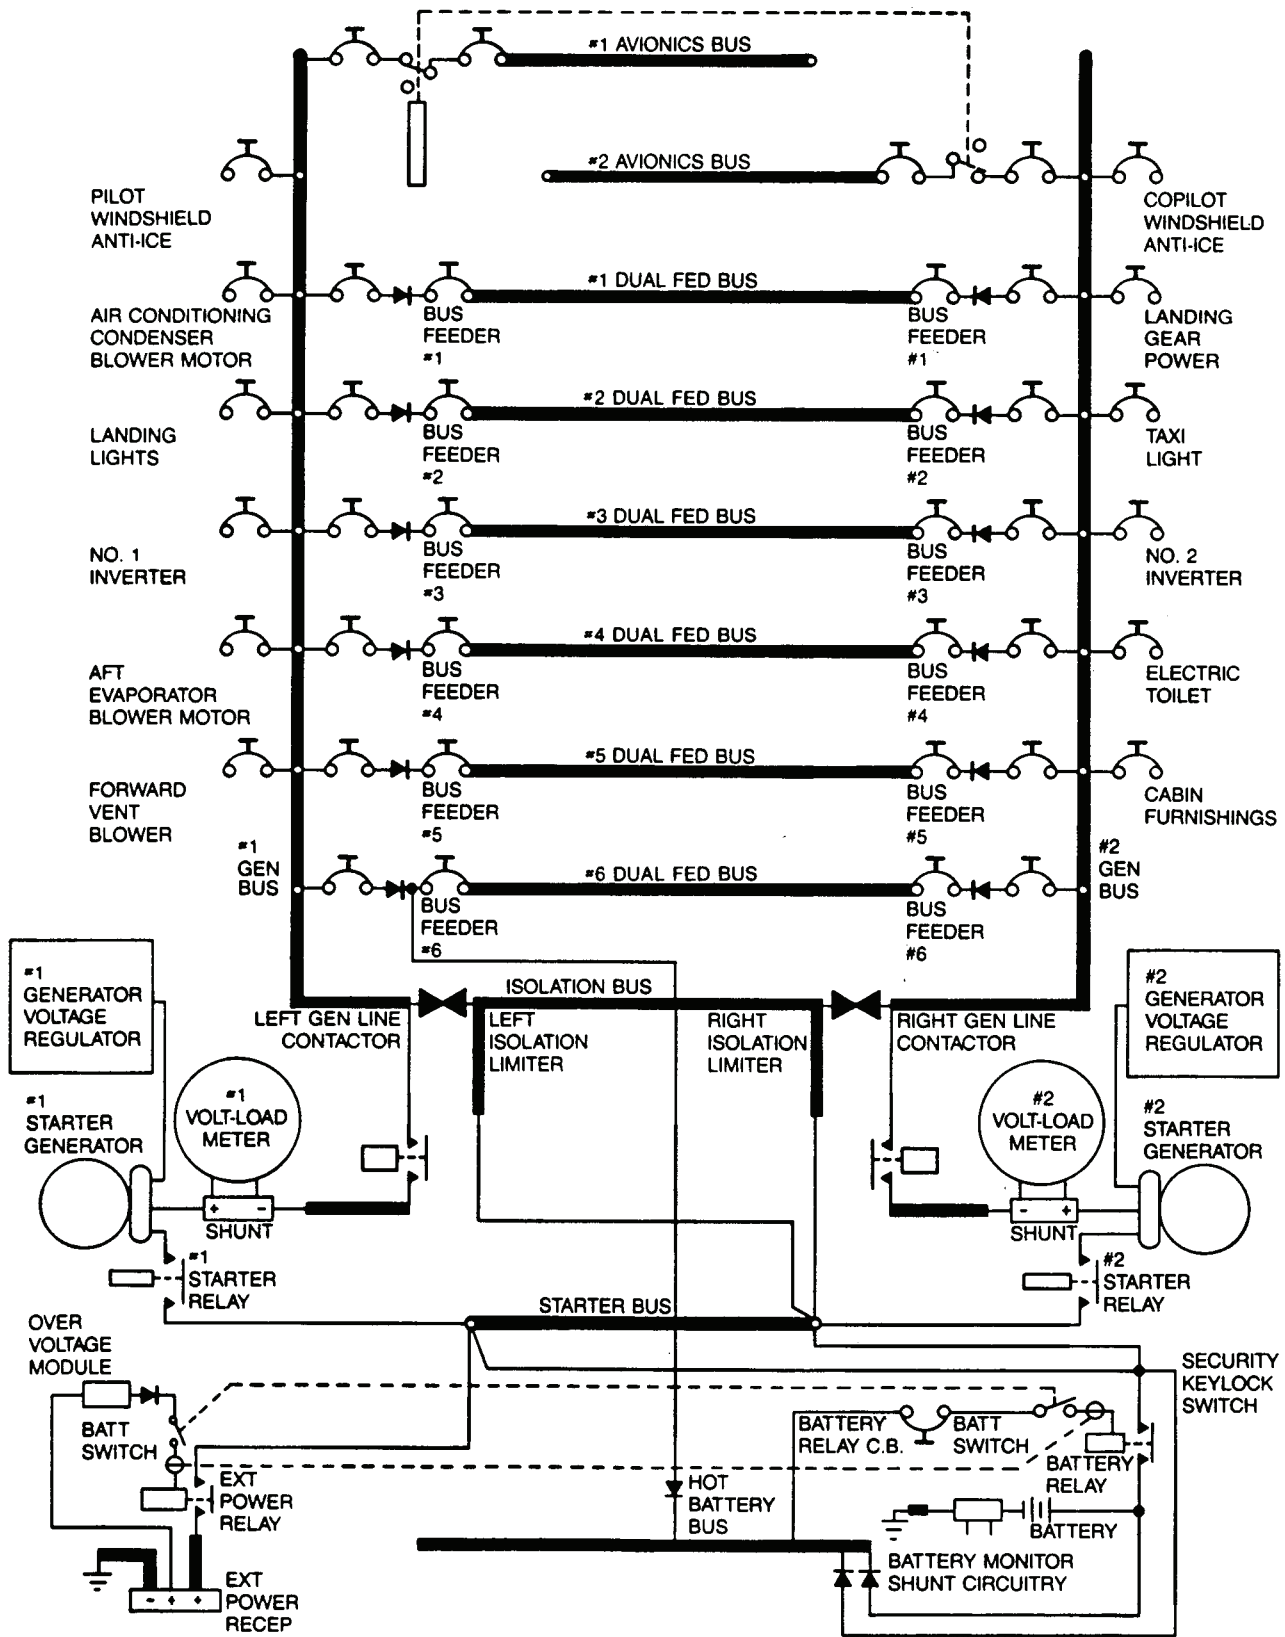 #1 AVIONICS BUS
#2 AVIONICS BUS
PILOT
WINDSHIELD
ANTI-ICE
COPILOT
WINDSHIELD
ANTI-ICE
#1 DUAL FED BUS
AIR CONDITIONING
CONDENSER
BLOWER MOTOR
BUS
FEEDER
#1
BUS
FEEDER
#1
LANDING
GEAR
POWER
#2 DUAL FED BUS
LANDING
LIGHTS
BUS
FEEDER
#2
BUS
FEEDER
#2
TAXI
LIGHT
#3 DUAL FED BUS
NO. 1
INVERTER
BUS
FEEDER
#3
BUS
FEEDER
#3
NO. 2
INVERTER
#4 DUAL FED BUS
AFT
EVAPORATOR
BLOWER MOTOR
BUS
FEEDER
#4
BUS
FEEDER
#4
ELECTRIC
TOILET
#5 DUAL FED BUS
FORWARD
VENT
BLOWER
BUS
FEEDER
#5
BUS
FEEDER
#5
CABIN
FURNISHINGS
#1
GEN
BUS
#6 DUAL FED BUS
#2
GEN
BUS
BUS
FEEDER
#6
BUS
FEEDER
#6
#1
GENERATOR
VOLTAGE
REGULATOR
ISOLATION BUS
LEFT GEN LINE
CONTACTOR
LEFT
ISOLATION
LIMITER
RIGHT
ISOLATION
LIMITER
RIGHT GEN LINE
CONTACTOR
#2
GENERATOR
VOLTAGE
REGULATOR
#1
STARTER
GENERATOR
#1
VOLT-LOAD
METER
#2
VOLT-LOAD
METER
#2
STARTER
GENERATOR
+ -
SHUNT
- +
SHUNT
#1
STARTER
RELAY
#2
STARTER
RELAY
STARTER BUS
OVER
VOLTAGE
MODULE
SECURITY
KEYLOCK
SWITCH
BATT
SWITCH
BATTERY
RELAY C.B.
BATT
SWITCH
BATTERY
RELAY
EXT
POWER
RELAY
HOT
BATTERY
BUS
BATTERY
BATTERY MONITOR
SHUNT CIRCUITRY
- + +
EXT
POWER
RECEP